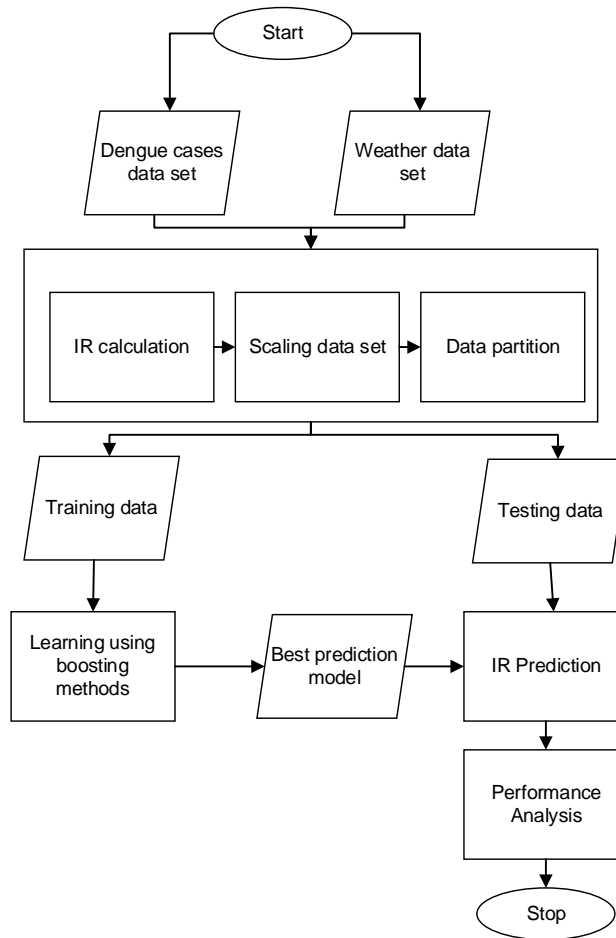 Start
Dengue cases
data set
Weather data
set
IR calculation
Scaling data set
Data partition
Training data
Testing data
Learning using
boosting
methods
Best prediction
model
IR Prediction
Performance
Analysis
Stop